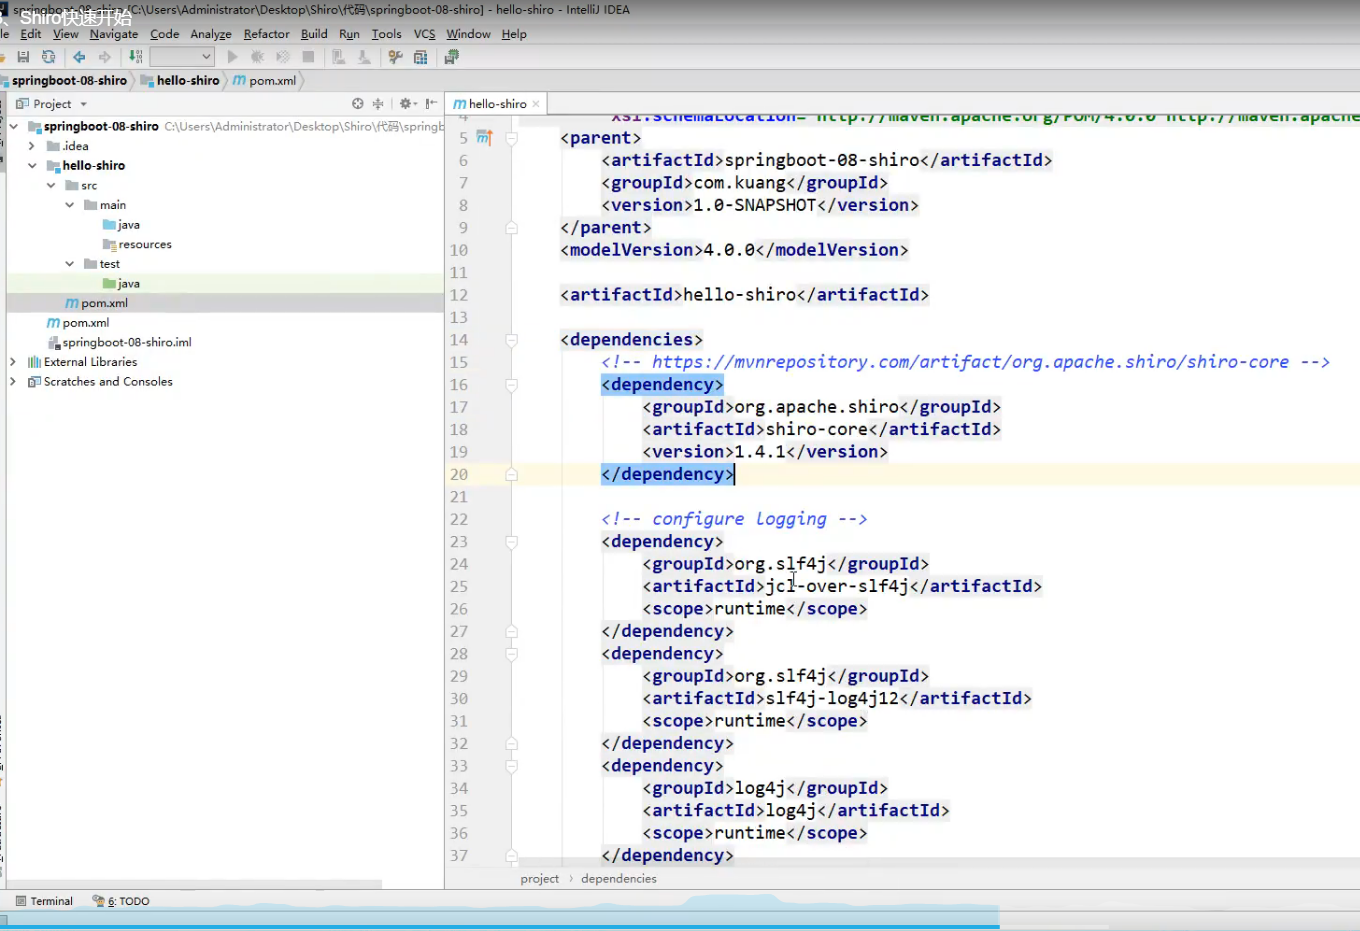 springboot-08-shiro [C:\Users\Administrator\Desktop\Shiro\代码\springboot-08-shiro] - hello-shiro - IntelliJ IDEA
、Shiro快速开始
Edit View Navigate Code Analyze Refactor Build Run Tools VCS Window Help
springboot-08-shiro hello-shiro pom.xml
Project
hello-shiro
springboot-08-shiro C:\Users\Administrator\Desktop\Shiro\代码\springb
.idea
hello-shiro
src
main
java
resources
test
java
pom.xml
pom.xml
springboot-08-shiro.iml
External Libraries
Scratches and Consoles
4 xsi:schemaLocation="http://maven.apache.org/POM/4.0.0 http://maven.apache
5 <parent>
6 <artifactId>springboot-08-shiro</artifactId>
7 <groupId>com.kuang</groupId>
8 <version>1.0-SNAPSHOT</version>
9 </parent>
10 <modelVersion>4.0.0</modelVersion>
11
12 <artifactId>hello-shiro</artifactId>
13
14 <dependencies>
15 <!-- https://mvnrepository.com/artifact/org.apache.shiro/shiro-core -->
16 <dependency>
17 <groupId>org.apache.shiro</groupId>
18 <artifactId>shiro-core</artifactId>
19 <version>1.4.1</version>
20 </dependency>
21
22 <!-- configure logging -->
23 <dependency>
24 <groupId>org.slf4j</groupId>
25 <artifactId>jcl-over-slf4j</artifactId>
26 <scope>runtime</scope>
27 </dependency>
28 <dependency>
29 <groupId>org.slf4j</groupId>
30 <artifactId>slf4j-log4j12</artifactId>
31 <scope>runtime</scope>
32 </dependency>
33 <dependency>
34 <groupId>log4j</groupId>
35 <artifactId>log4j</artifactId>
36 <scope>runtime</scope>
37 </dependency>
project › dependencies
Terminal 6: TODO